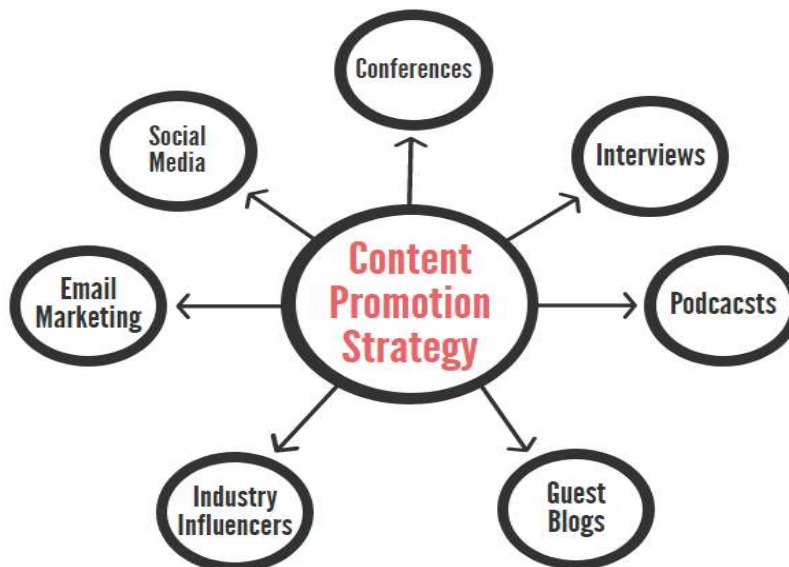 Conferences
Social
Media
Interviews
Content
Promotion
Strategy
Email
Marketing
Podcacsts
Industry
Influencers
Guest
Blogs